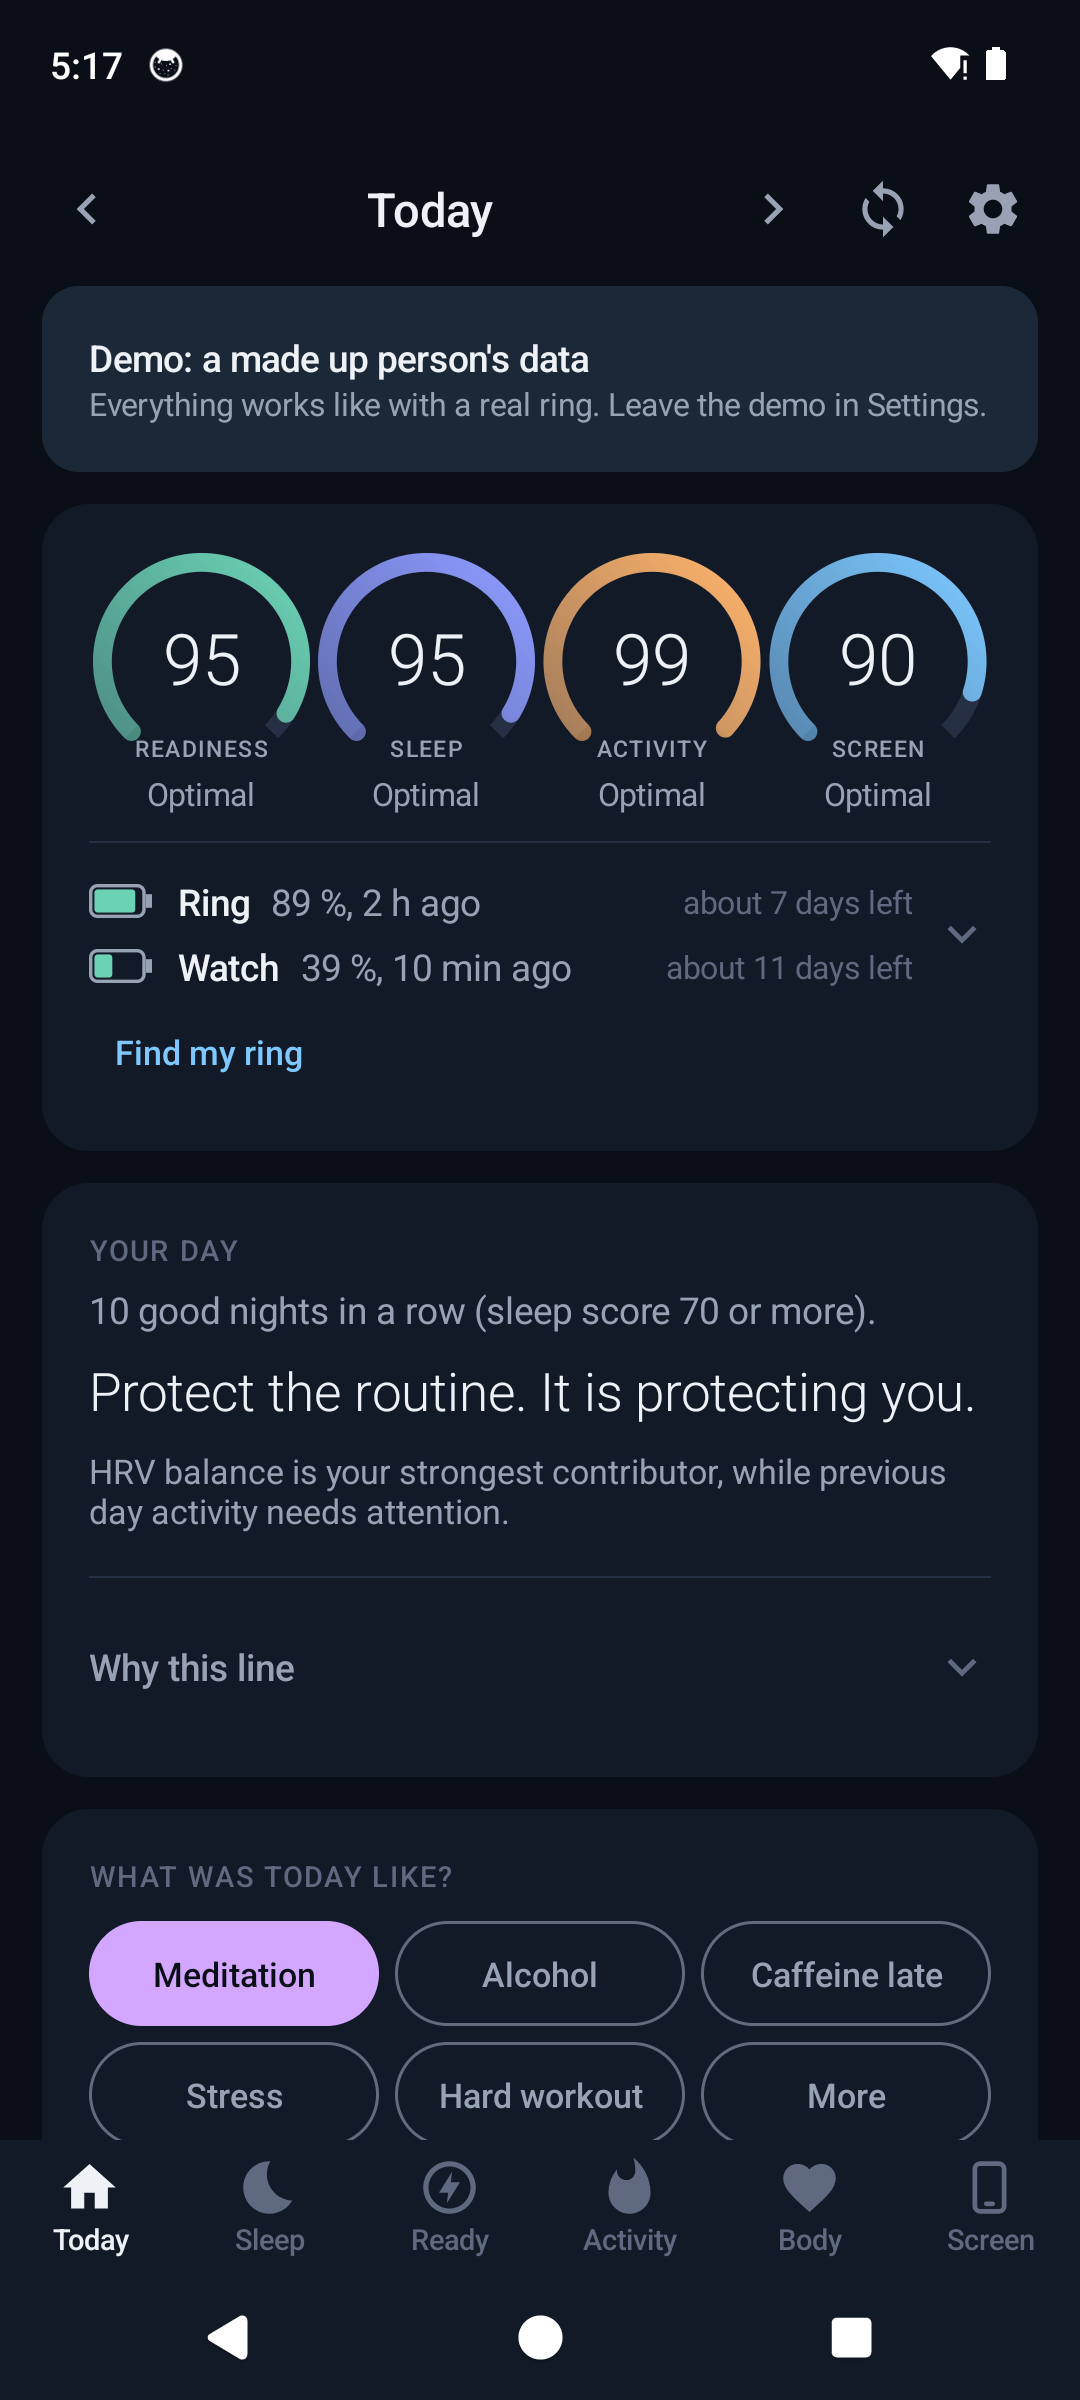 5:17
Today
Demo: a made up person's data
Everything works like with a real ring. Leave the demo in Settings.
95
95
99
90
READINESS
SLEEP
ACTIVITY
SCREEN
Optimal
Optimal
Optimal
Optimal
Ring 89 %, 2 h ago
about 7 days left
Watch 39 %, 10 min ago
about 11 days left
Find my ring
YOUR DAY
10 good nights in a row (sleep score 70 or more).
Protect the routine. It is protecting you.
HRV balance is your strongest contributor, while previous
day activity needs attention.
Why this line
WHAT WAS TODAY LIKE?
Meditation
Alcohol
Caffeine late
Stress
Hard workout
More
Today
Sleep
Ready
Activity
Body
Screen